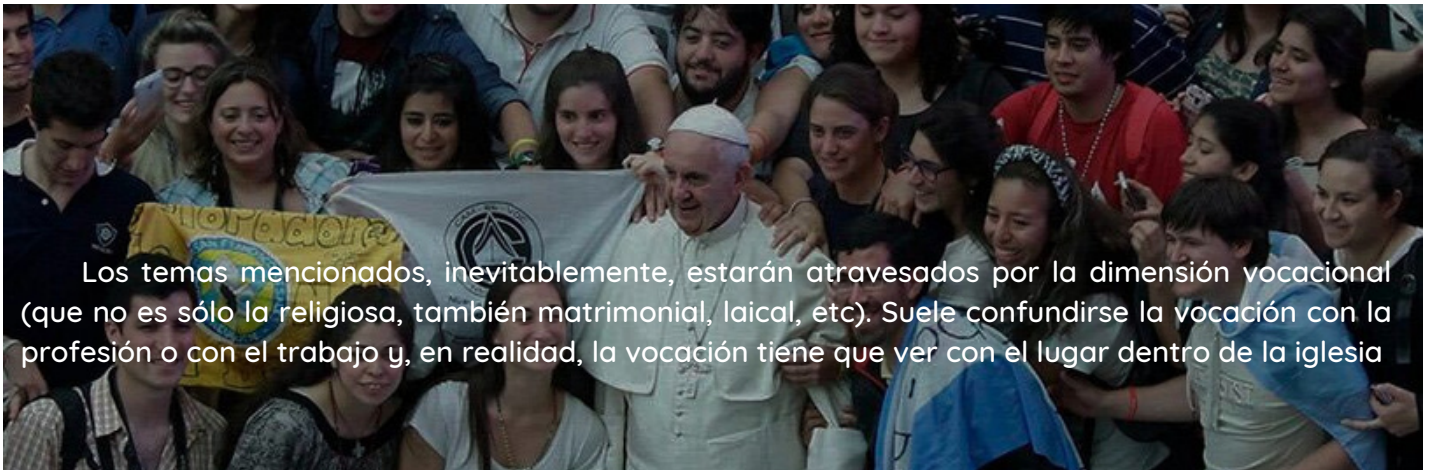 Los temas mencionados, inevitablemente, estarán atravesados por la dimensión vocacional
(que no es sólo la religiosa, también matrimonial, laical, etc). Suele confundirse la vocación con la
profesión o con el trabajo y, en realidad, la vocación tiene que ver con el lugar dentro de la iglesia